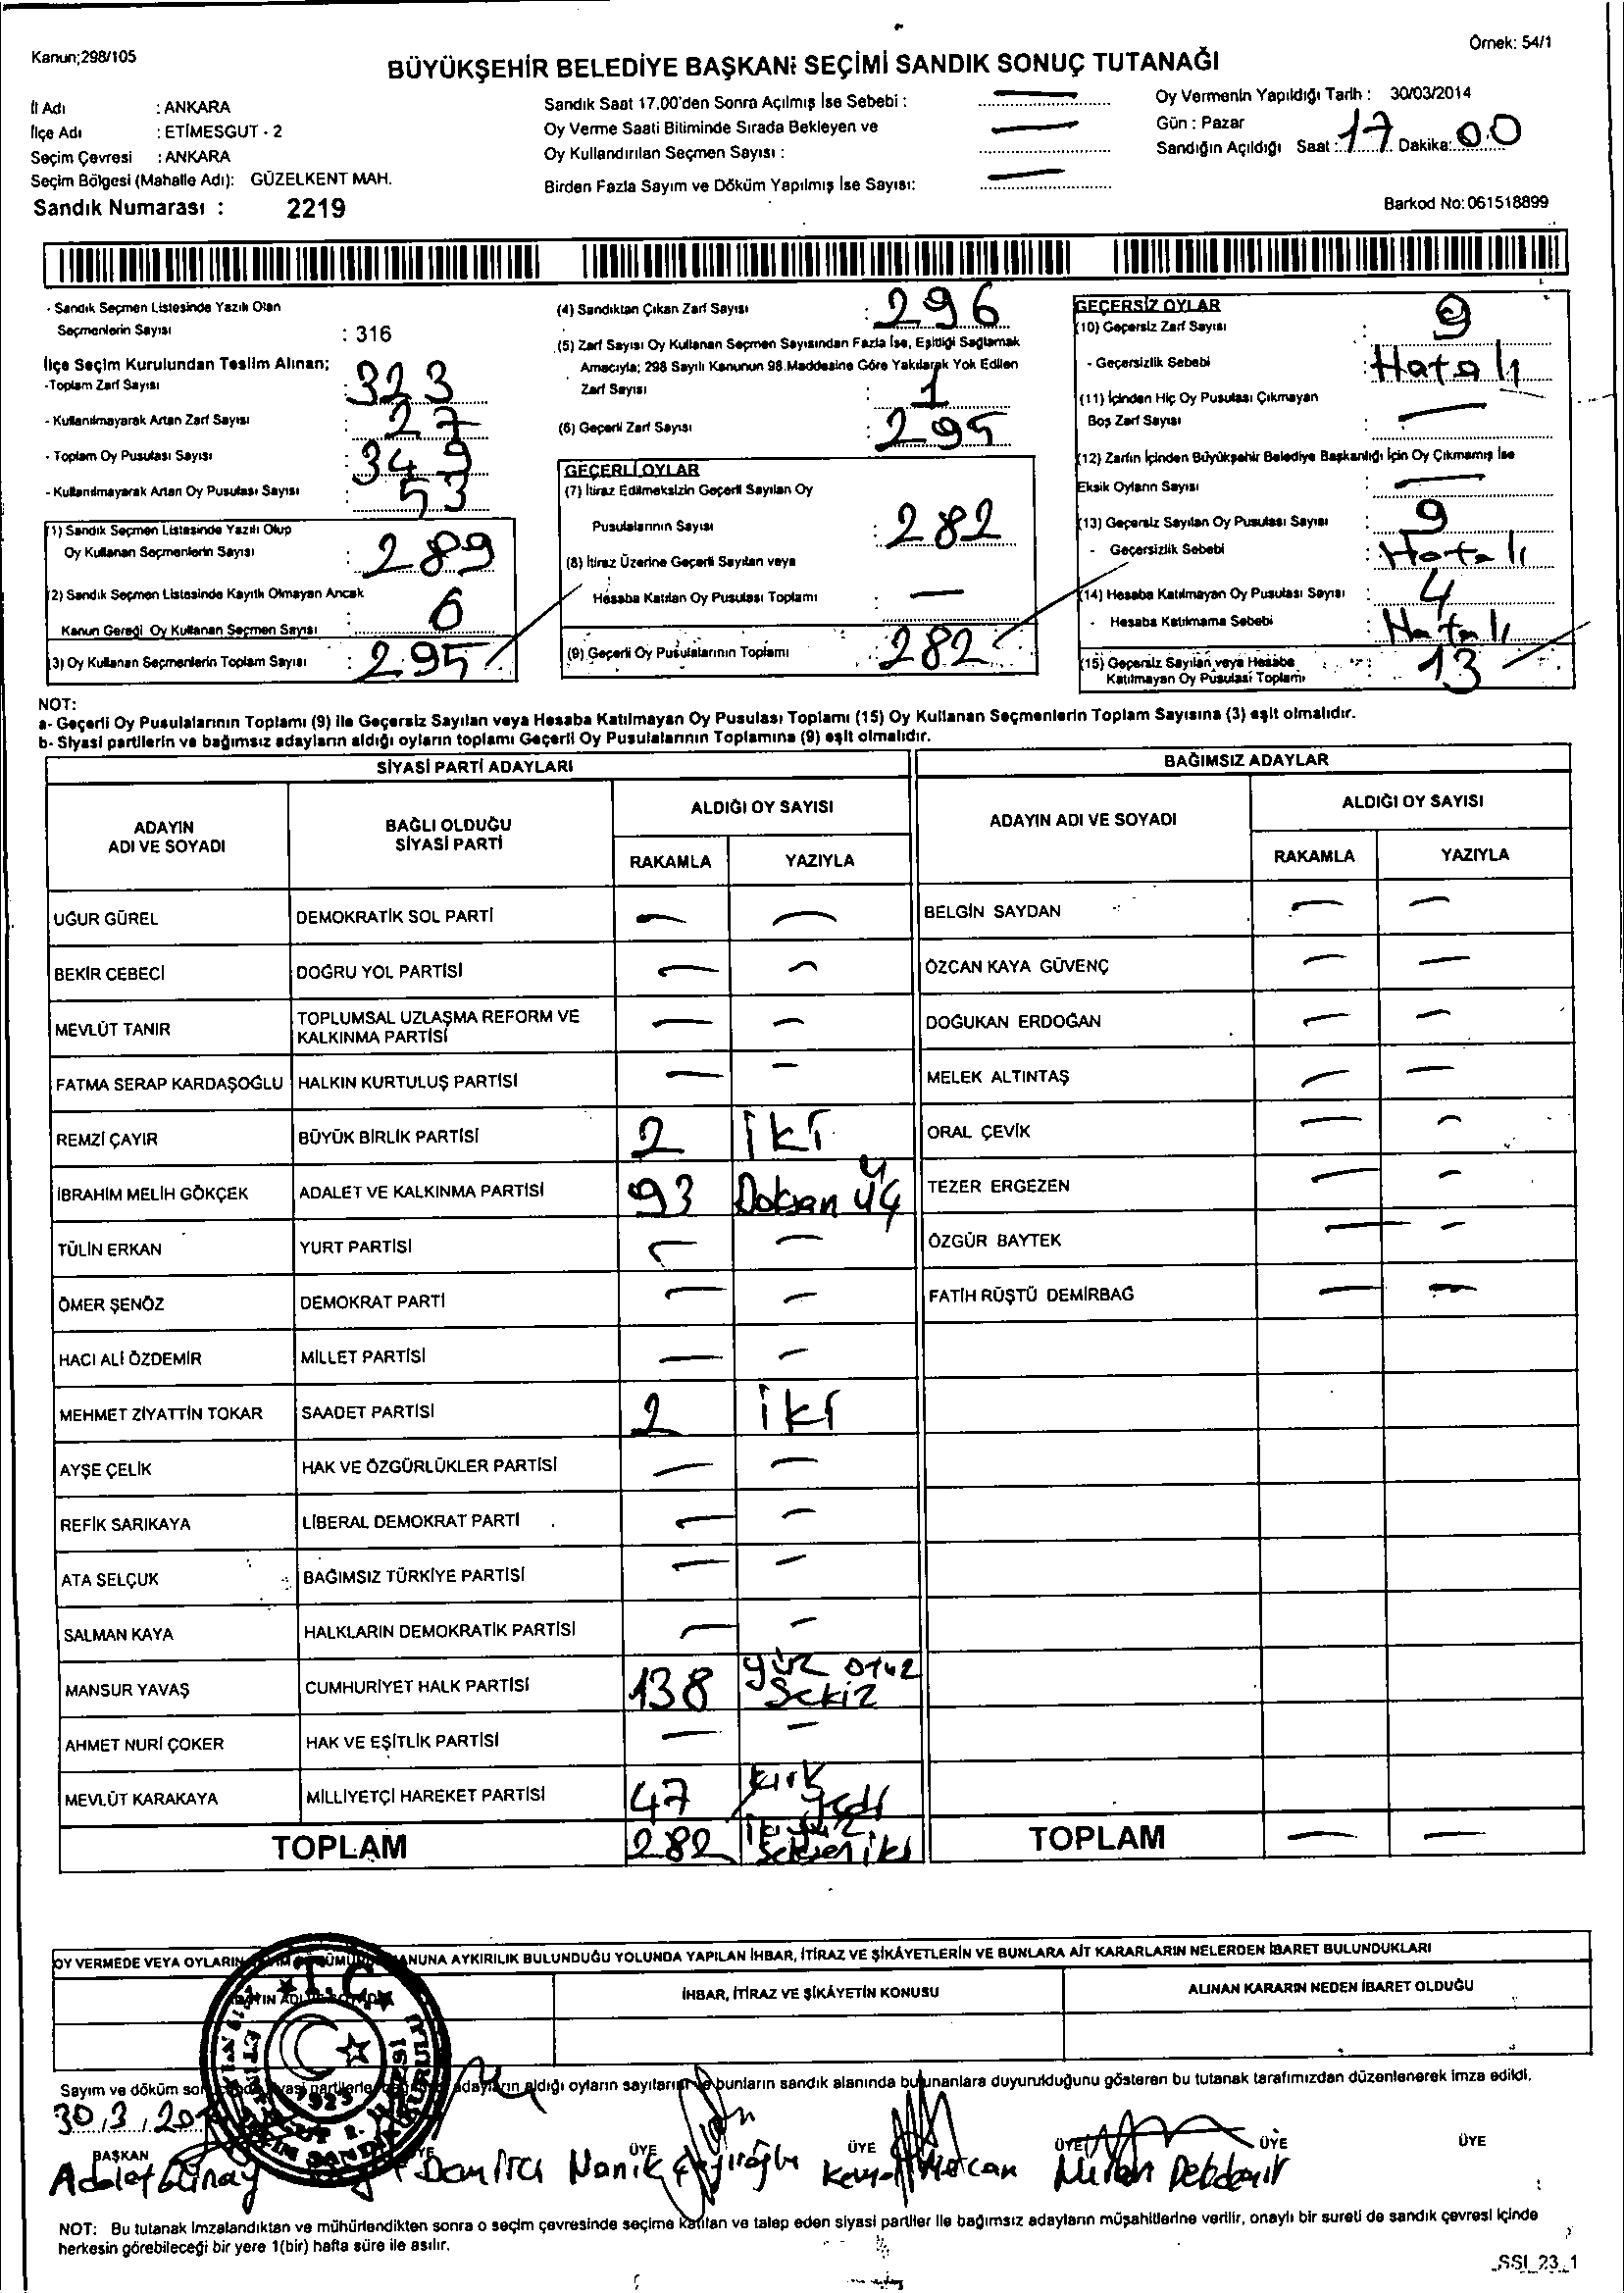 Kanun;298/105
Örnek: 54/1
BÜYÜKŞEHİR BELEDİYE BAŞKANI SEÇİMİ SANDIK SONUÇ TUTANAĞI
İl Adı : ANKARA
İlçe Adı : ETİMESGUT - 2
Seçim Çevresi : ANKARA
Seçim Bölgesi (Mahalle Adı): GÜZELKENT MAH.
Sandık Numarası : 2219
Sandık Saat 17.00'den Sonra Açılmış İse Sebebi : —
Oy Verme Saati Bitiminde Sırada Bekleyen ve
Oy Kullandırılan Seçmen Sayısı : —
Birden Fazla Sayım ve Döküm Yapılmış İse Sayısı: —
Oy Vermenin Yapıldığı Tarih : 30/03/2014
Gün : Pazar
Sandığın Açıldığı Saat : 17 Dakika: 00
Barkod No: 061518899
- Sandık Seçmen Listesinde Yazılı Olan
Seçmenlerin Sayısı : 316
İlçe Seçim Kurulundan Teslim Alınan;
-Toplam Zarf Sayısı : 323
- Kullanılmayarak Artan Zarf Sayısı : 27
- Toplam Oy Pusulası Sayısı : 349
- Kullanılmayarak Artan Oy Pusulası Sayısı : 53
(1) Sandık Seçmen Listesinde Yazılı Olup
Oy Kullanan Seçmenlerin Sayısı : 289
(2) Sandık Seçmen Listesinde Kayıtlı Olmayan Ancak
Kanun Gereği Oy Kullanan Seçmen Sayısı : 6
(3) Oy Kullanan Seçmenlerin Toplam Sayısı : 295
(4) Sandıktan Çıkan Zarf Sayısı : 296
(5) Zarf Sayısı Oy Kullanan Seçmen Sayısından Fazla İse, Eşitliği Sağlamak
Amacıyla; 298 Sayılı Kanunun 98.Maddesine Göre Yakılarak Yok Edilen
Zarf Sayısı : 1
(6) Geçerli Zarf Sayısı : 295
GEÇERLİ OYLAR
(7) İtiraz Edilmeksizin Geçerli Sayılan Oy
Pusulalarının Sayısı : 282
(8) İtiraz Üzerine Geçerli Sayılan veya
Hesaba Katılan Oy Pusulası Toplamı : —
(9) Geçerli Oy Pusulalarının Toplamı : 282
GEÇERSİZ OYLAR
(10) Geçersiz Zarf Sayısı : 9
- Geçersizlik Sebebi : Hatalı
(11) İçinden Hiç Oy Pusulası Çıkmayan
Boş Zarf Sayısı : —
(12) Zarfın İçinden Büyükşehir Belediye Başkanlığı İçin Oy Çıkmamış İse
Eksik Oyların Sayısı : —
(13) Geçersiz Sayılan Oy Pusulası Sayısı : 9
- Geçersizlik Sebebi : Hatalı
(14) Hesaba Katılmayan Oy Pusulası Sayısı : 4
- Hesaba Katılmama Sebebi : Hatalı
(15) Geçersiz Sayılan veya Hesaba
Katılmayan Oy Pusulası Toplamı : 13
NOT:
a- Geçerli Oy Pusulalarının Toplamı (9) ile Geçersiz Sayılan veya Hesaba Katılmayan Oy Pusulası Toplamı (15) Oy Kullanan Seçmenlerin Toplam Sayısına (3) eşit olmalıdır.
b- Siyasi partilerin ve bağımsız adayların aldığı oyların toplamı Geçerli Oy Pusulalarının Toplamına (9) eşit olmalıdır.
SİYASİ PARTİ ADAYLARI
ADAYIN ADI VE SOYADI
BAĞLI OLDUĞU SİYASİ PARTİ
ALDIĞI OY SAYISI
RAKAMLA YAZIYLA
UĞUR GÜREL DEMOKRATİK SOL PARTİ — —
BEKİR CEBECİ DOĞRU YOL PARTİSİ — —
MEVLÜT TANIR TOPLUMSAL UZLAŞMA REFORM VE KALKINMA PARTİSİ — —
FATMA SERAP KARDAŞOĞLU HALKIN KURTULUŞ PARTİSİ — —
REMZİ ÇAYIR BÜYÜK BİRLİK PARTİSİ 2 iki
İBRAHİM MELİH GÖKÇEK ADALET VE KALKINMA PARTİSİ 93 Doksan üç
TÜLİN ERKAN YURT PARTİSİ — —
ÖMER ŞENÖZ DEMOKRAT PARTİ — —
HACI ALİ ÖZDEMİR MİLLET PARTİSİ — —
MEHMET ZİYATTİN TOKAR SAADET PARTİSİ 2 iki
AYŞE ÇELİK HAK VE ÖZGÜRLÜKLER PARTİSİ — —
REFİK SARIKAYA LİBERAL DEMOKRAT PARTİ — —
ATA SELÇUK BAĞIMSIZ TÜRKİYE PARTİSİ — —
SALMAN KAYA HALKLARIN DEMOKRATİK PARTİSİ — —
MANSUR YAVAŞ CUMHURİYET HALK PARTİSİ 138 yüz otuz sekiz
AHMET NURİ ÇOKER HAK VE EŞİTLİK PARTİSİ — —
MEVLÜT KARAKAYA MİLLİYETÇİ HAREKET PARTİSİ 47 kırk yedi
TOPLAM 282 ikiyüz seksen iki
BAĞIMSIZ ADAYLAR
ADAYIN ADI VE SOYADI
ALDIĞI OY SAYISI
RAKAMLA YAZIYLA
BELGİN SAYDAN — —
ÖZCAN KAYA GÜVENÇ — —
DOĞUKAN ERDOĞAN — —
MELEK ALTINTAŞ — —
ORAL ÇEVİK — —
TEZER ERGEZEN — —
ÖZGÜR BAYTEK — —
FATİH RÜŞTÜ DEMİRBAĞ — —
TOPLAM — —
OY VERMEDE VEYA OYLARIN KANUNA AYKIRILIK BULUNDUĞU YOLUNDA YAPILAN İHBAR, İTİRAZ VE ŞİKÂYETLERİN VE BUNLARA AİT KARARLARIN NELERDEN İBARET BULUNDUKLARI
İHBAR, İTİRAZ VE ŞİKÂYETİN KONUSU
ALINAN KARARIN NEDEN İBARET OLDUĞU
T.C.
1923
Sayım ve döküm siyasi partilerle adayların aldığı oyların sayılarını ve bunların sandık alanında bulunanlara duyurulduğunu gösteren bu tutanak tarafımızdan düzenlenerek imza edildi.
30.3.20
BAŞKAN ÜYE ÜYE ÜYE ÜYE ÜYE ÜYE
Adalet Günay Demirci
NOT: Bu tutanak imzalandıktan ve mühürlendikten sonra o seçim çevresinde seçime katılan ve talep eden siyasi partiler ile bağımsız adayların müşahitlerine verilir, onaylı bir sureti de sandık çevresi içinde
herkesin görebileceği bir yere 1(bir) hafta süre ile asılır.
_SSI_23_1